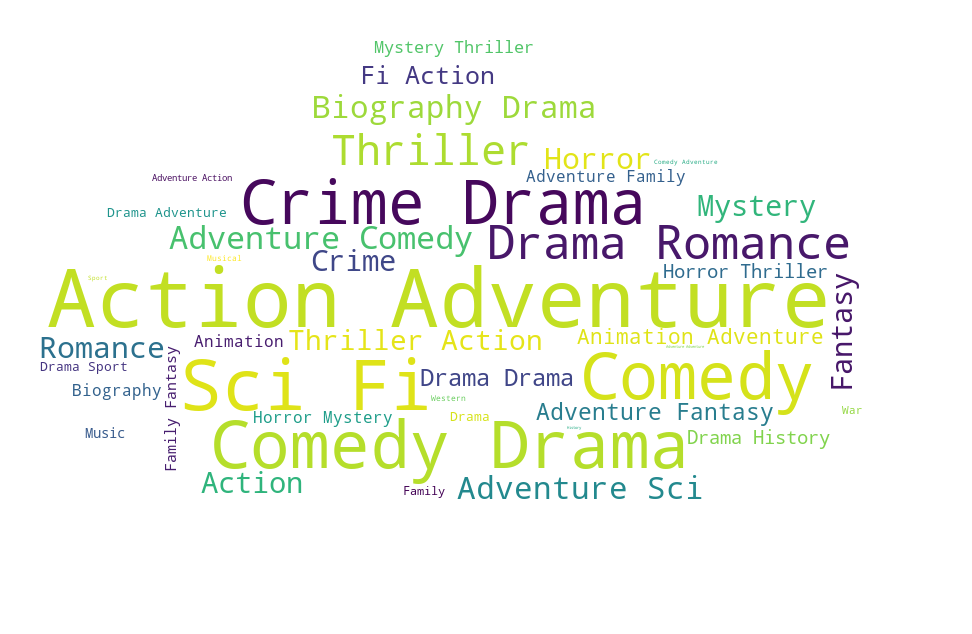 Mystery Thriller
Fi Action
Biography Drama
Thriller
Horror
Comedy Adventure
Adventure Action
Adventure Family
Crime Drama
Mystery
Drama Adventure
Adventure Comedy
Drama Romance
Musical
Crime
Horror Thriller
Sport
Action Adventure
Fantasy
Romance
Animation
Thriller Action
Animation Adventure
Drama Sport
Family Fantasy
Sci Fi
Drama Drama
Comedy
Biography
Western
Horror Mystery
Drama
Adventure Fantasy
War
Music
Comedy Drama
Drama History
Action
Family
Adventure Sci